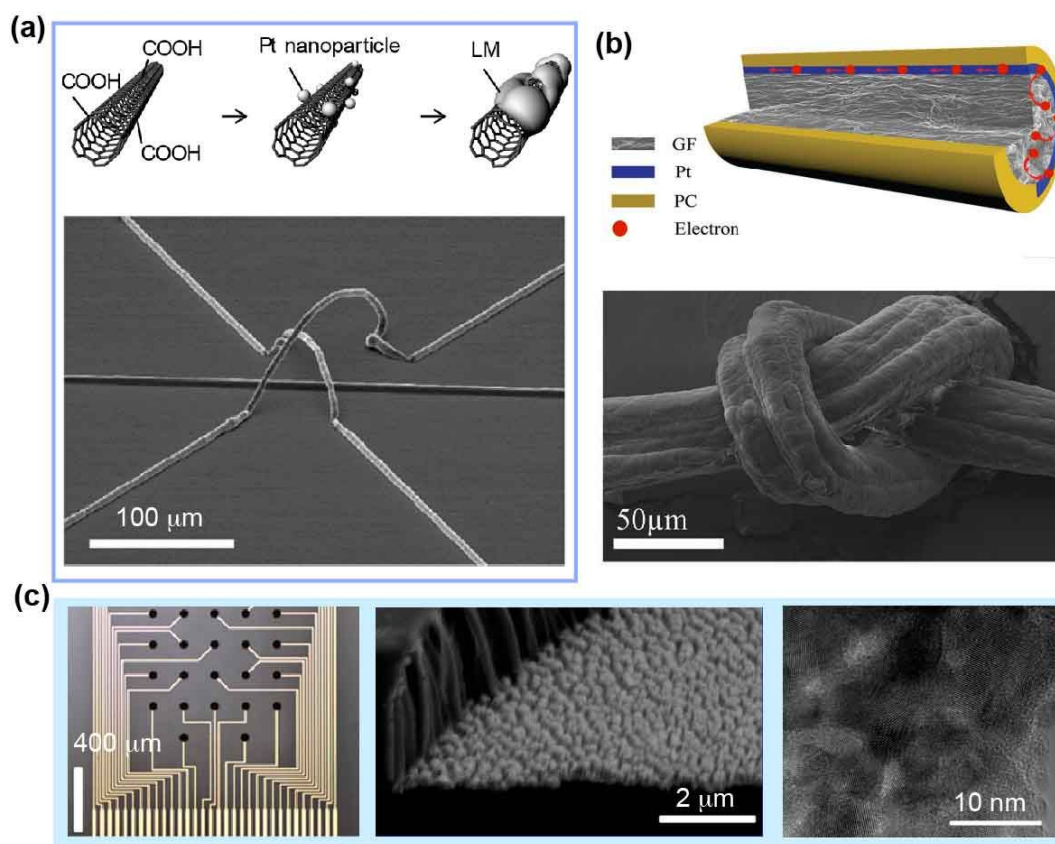 (a)
COOH
COOH
COOH
Pt nanoparticle
LM
100 μm
(b)
GF
Pt
PC
Electron
50μm
(c)
400 μm
2 μm
10 nm